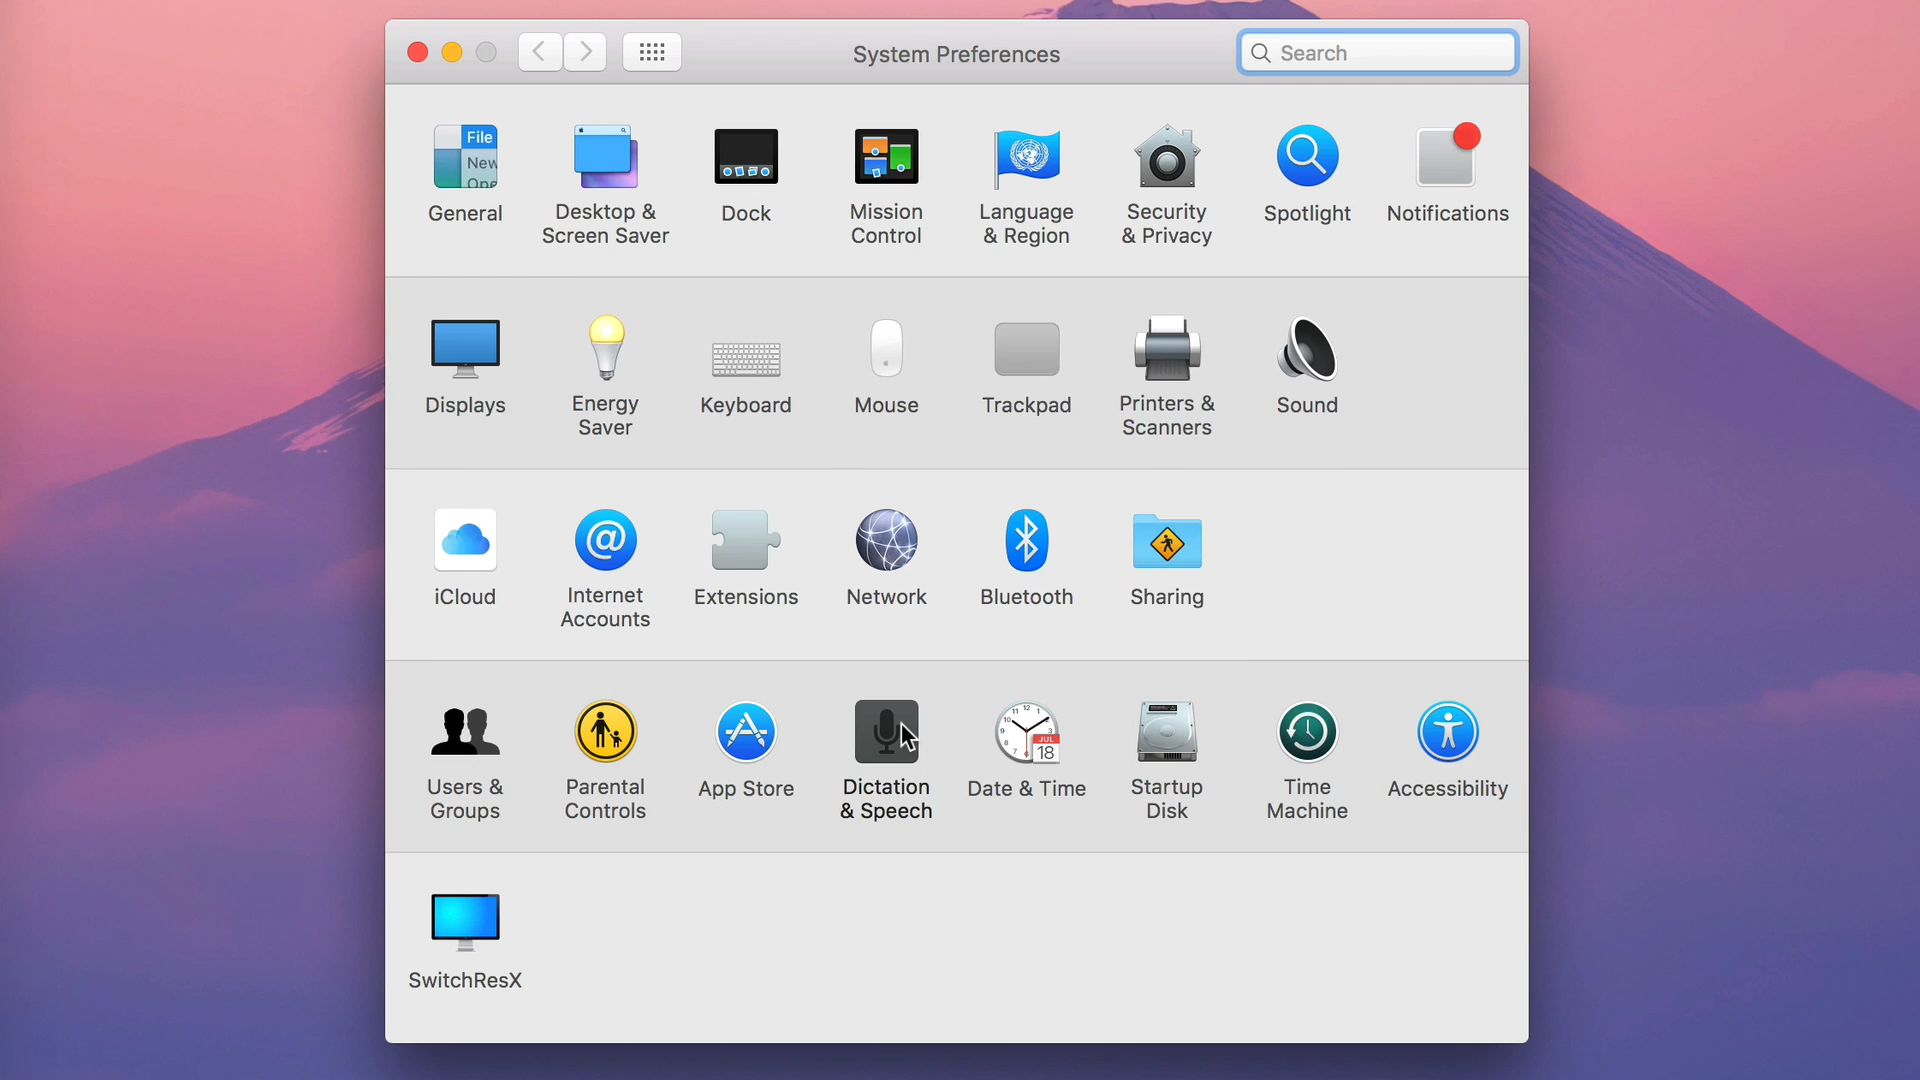 System Preferences
Search
File
New
Ope
General
Desktop &
Screen Saver
Dock
Mission
Control
Language
& Region
Security
& Privacy
Spotlight
Notifications
Displays
Energy
Saver
Keyboard
Mouse
Trackpad
Printers &
Scanners
Sound
iCloud
@
Internet
Accounts
Extensions
Network
Bluetooth
Sharing
JUL
18
Users &
Groups
Parental
Controls
App Store
Dictation
& Speech
Date & Time
Startup
Disk
Time
Machine
Accessibility
SwitchResX